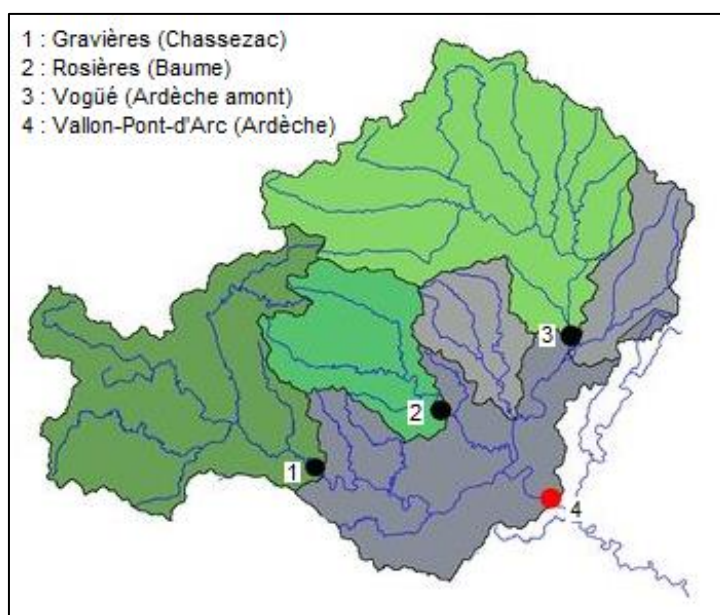 1 : Gravières (Chassezac)
2 : Rosières (Baume)
3 : Vogüé (Ardèche amont)
4 : Vallon-Pont-d'Arc (Ardèche)
3
2
1
4